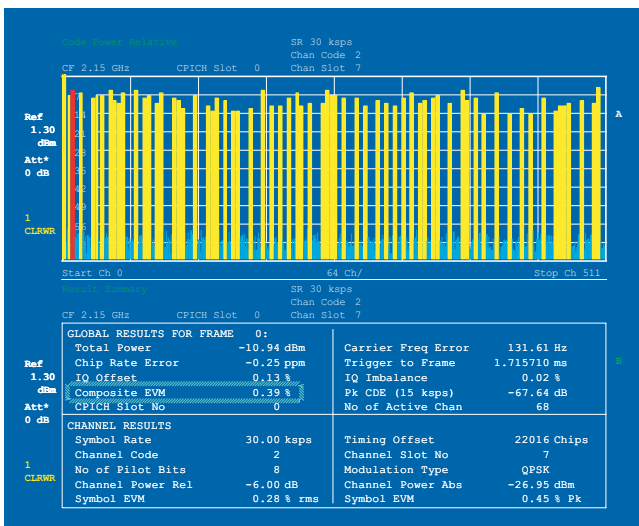 Code Power Relative SR 30 ksps
Chan Code 2
CF 2.15 GHz CPICH Slot 0 Chan Slot 7
Ref
1.30
dBm
Att*
0 dB
1
CLRWR
14
21
28
35
42
49
56
A
Start Ch 0 64 Ch/ Stop Ch 511
Result Summary SR 30 ksps
Chan Code 2
CF 2.15 GHz CPICH Slot 0 Chan Slot 7
Ref
1.30
dBm
Att*
0 dB
1
CLRWR
B
GLOBAL RESULTS FOR FRAME 0:
Total Power -10.94 dBm Carrier Freq Error 131.61 Hz
Chip Rate Error -0.25 ppm Trigger to Frame 1.715710 ms
IQ Offset 0.13 % IQ Imbalance 0.02 %
Composite EVM 0.39 % Pk CDE (15 ksps) -67.64 dB
CPICH Slot No 0 No of Active Chan 68
CHANNEL RESULTS
Symbol Rate 30.00 ksps Timing Offset 22016 Chips
Channel Code 2 Channel Slot No 7
No of Pilot Bits 8 Modulation Type QPSK
Channel Power Rel -6.00 dB Channel Power Abs -26.95 dBm
Symbol EVM 0.28 % rms Symbol EVM 0.45 % Pk